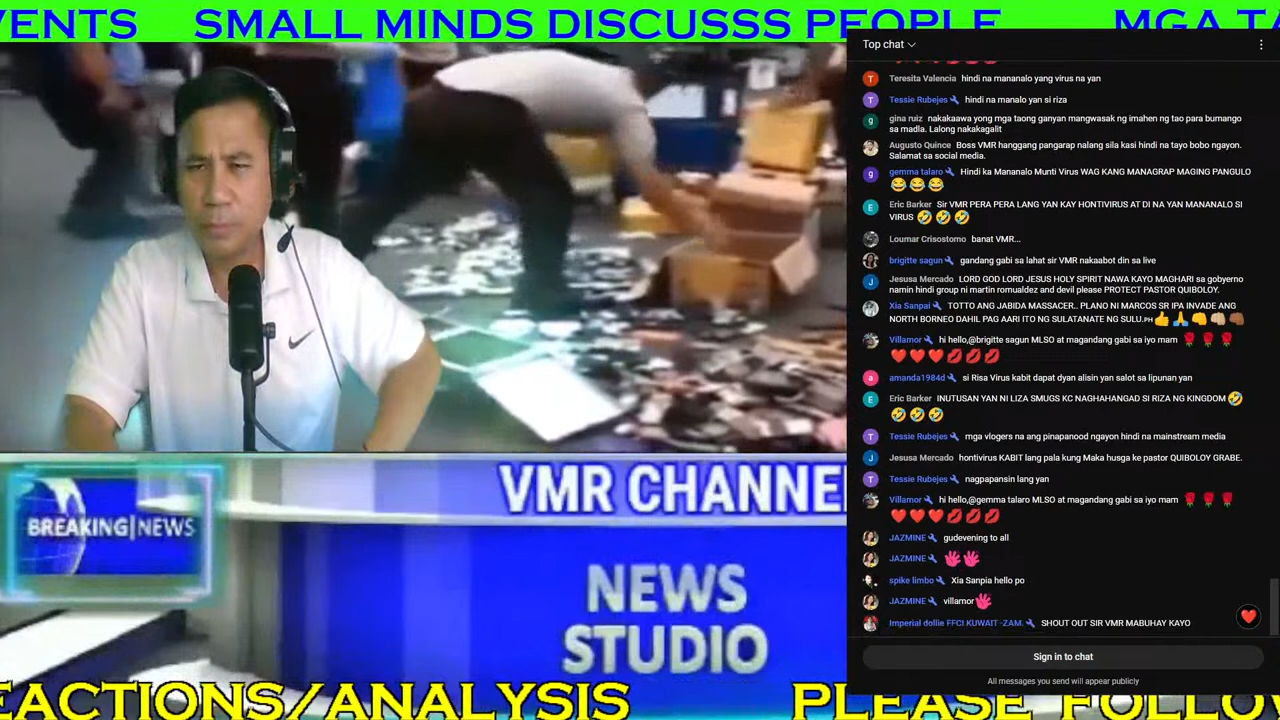 VENTS SMALL MINDS DISCUSSS PEOPLE MGA TA
Top chat
Teresita Valencia hindi na mananalo yang virus na yan
Tessie Rubejes hindi na manalo yan si riza
gina ruiz nakakaawa yong mga taong ganyan mangwasak ng imahen ng tao para bumango
sa madla. Lalong nakakagalit
Augusto Quince Boss VMR hanggang pangarap nalang sila kasi hindi na tayo bobo ngayon.
Salamat sa social media.
gemma talaro Hindi ka Mananalo Munti Virus WAG KANG MANAGRAP MAGING PANGULO
😂😂😂
Eric Barker Sir VMR PERA PERA LANG YAN KAY HONTIVIRUS AT DI NA YAN MANANALO SI
VIRUS 🤣🤣🤣
Loumar Crisostomo banat VMR...
brigitte sagun gandang gabi sa lahat sir VMR nakaabot din sa live
Jesusa Mercado LORD GOD LORD JESUS HOLY SPIRIT NAWA KAYO MAGHARI sa gobyerno
namin hindi group ni martin romualdez and devil please PROTECT PASTOR QUIBOLOY.
Xia Sanpai TOTTO ANG JABIDA MASSACER.. PLANO NI MARCOS SR IPA INVADE ANG
NORTH BORNEO DAHIL PAG AARI ITO NG SULATANATE NG SULU.PH👍🙏👊👊🏼👊🏾
Villamor hi hello,@brigitte sagun MLSO at magandang gabi sa iyo mam 🌹🌹🌹
❤️❤️❤️💋💋💋
amanda1984d si Risa Virus kabit dapat dyan alisin yan salot sa lipunan yan
Eric Barker INUTUSAN YAN NI LIZA SMUGS KC NAGHAHANGAD SI RIZA NG KINGDOM 🤣
🤣🤣🤣
Tessie Rubejes mga vlogers na ang pinapanood ngayon hindi na mainstream media
Jesusa Mercado hontivirus KABIT lang pala kung Maka husga ke pastor QUIBOLOY GRABE.
Tessie Rubejes nagpapansin lang yan
Villamor hi hello,@gemma talaro MLSO at magandang gabi sa iyo mam 🌹🌹🌹
❤️❤️❤️💋💋💋
JAZMINE gudevening to all
JAZMINE
spike limbo Xia Sanpia hello po
JAZMINE villamor
Imperial dollie FFCI KUWAIT -ZAM. SHOUT OUT SIR VMR MABUHAY KAYO
Sign in to chat
All messages you send will appear publicly
VMR CHANNE
BREAKING|NEWS
NEWS
STUDIO
EACTIONS/ANALYSIS PLEASE FOLLOW